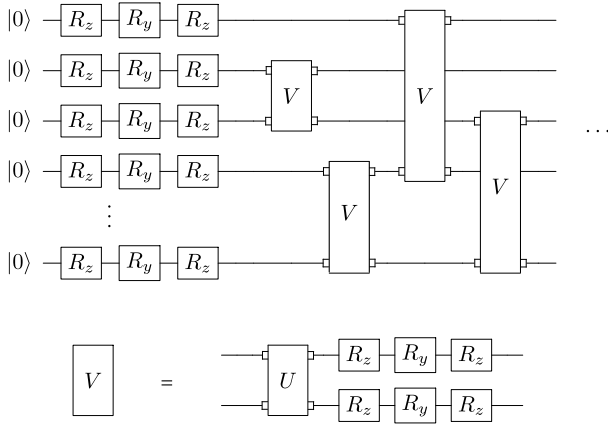 |0⟩ R_z R_y R_z
|0⟩ R_z R_y R_z V V
|0⟩ R_z R_y R_z ...
|0⟩ R_z R_y R_z V V
⋮
|0⟩ R_z R_y R_z
V = U R_z R_y R_z
R_z R_y R_z